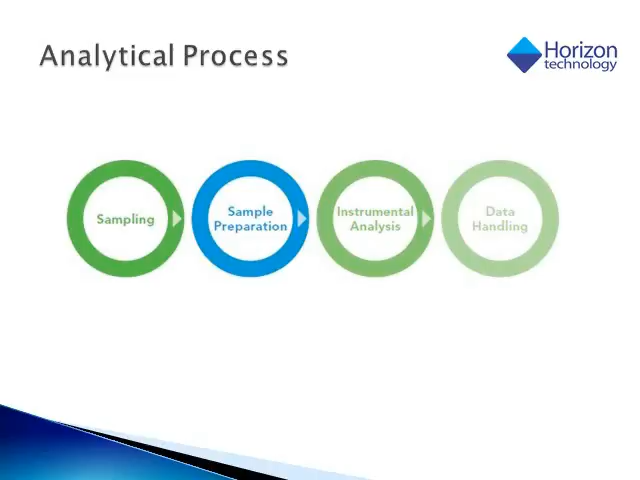 Analytical Process
Horizon
technology
Sampling
Sample
Preparation
Instrumental
Analysis
Data
Handling